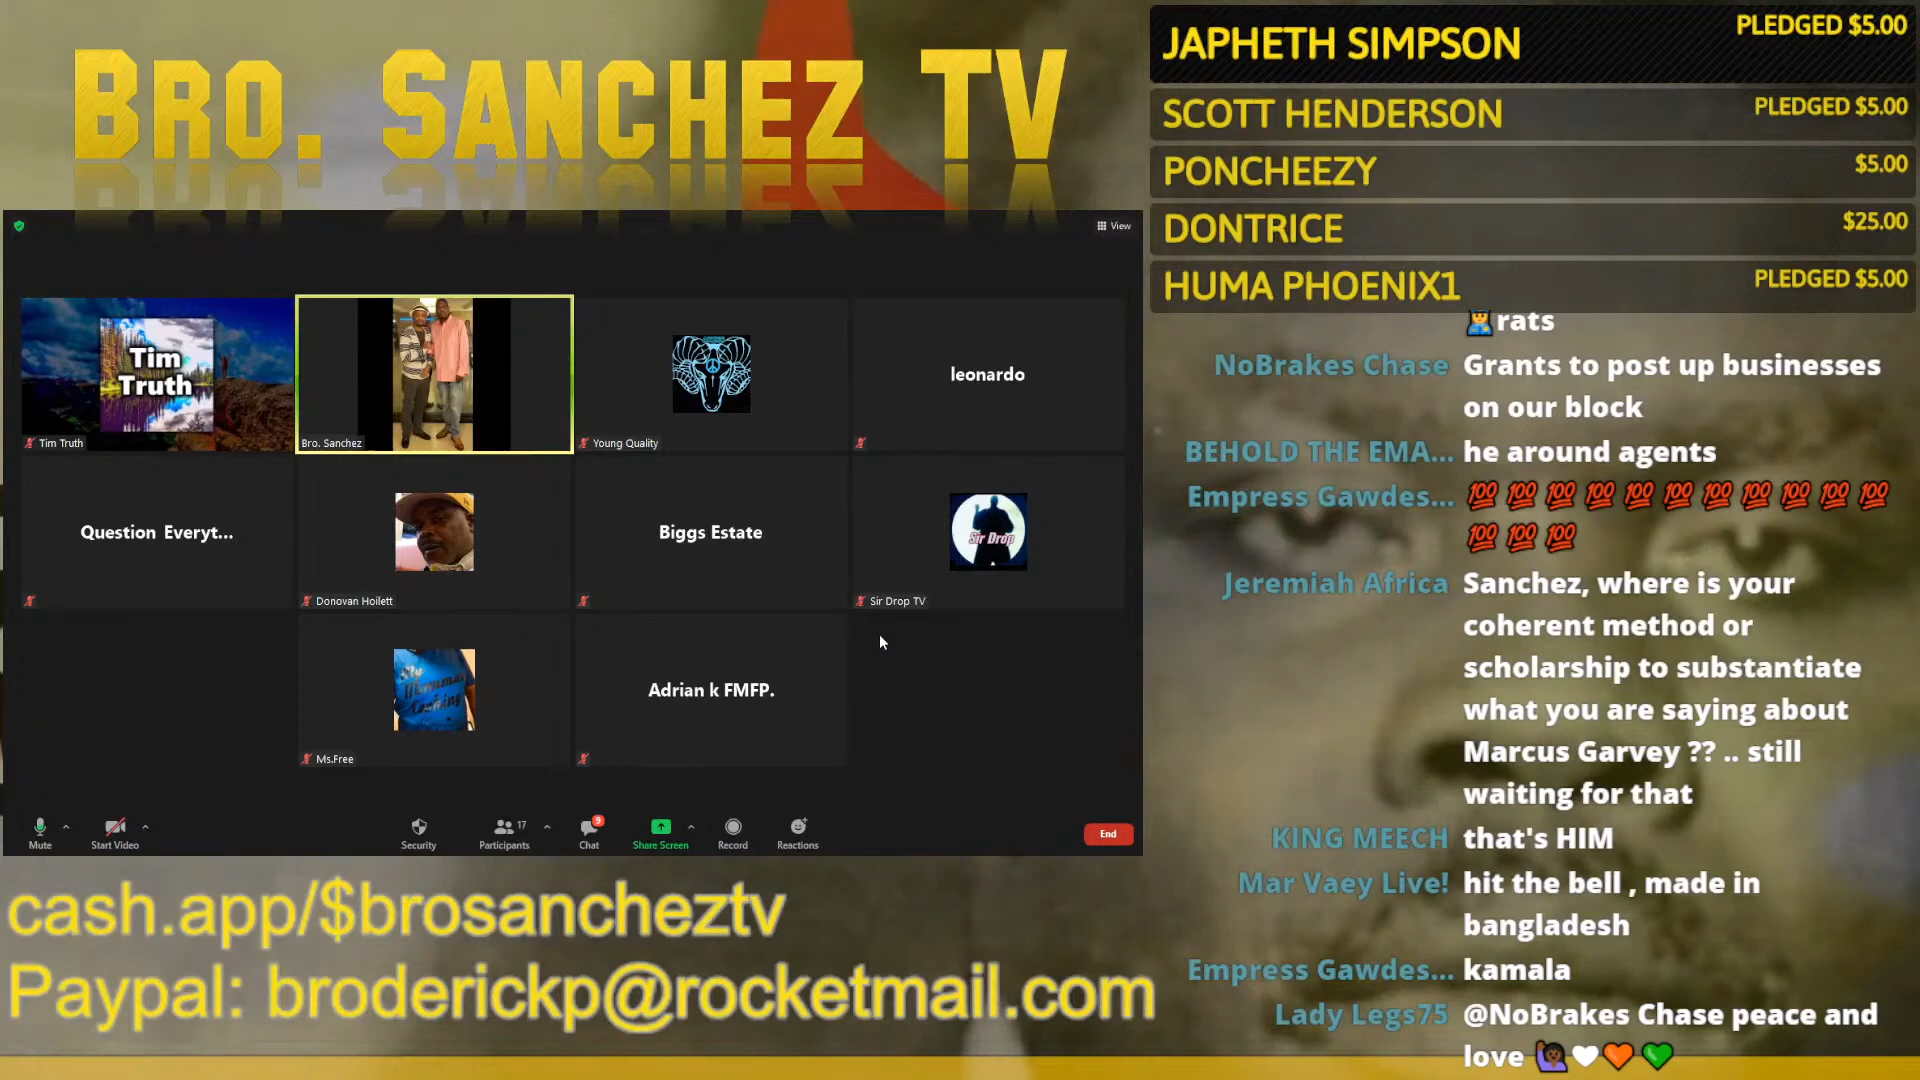 BRO. SANCHEZ TV
View
Tim
Truth
Tim Truth
Bro. Sanchez
Young Quality
leonardo
Question Everyt...
Donovan Hoilett
Biggs Estate
Sir Drop
Sir Drop TV
My
Mommas
Cooking
Ms.Free
Adrian k FMFP.
Mute
Start Video
Security
17
Participants
9
Chat
Share Screen
Record
Reactions
End
cash.app/$brosancheztv
Paypal: broderickp@rocketmail.com
JAPHETH SIMPSON PLEDGED $5.00
SCOTT HENDERSON PLEDGED $5.00
PONCHEEZY $5.00
DONTRICE $25.00
HUMA PHOENIX1 PLEDGED $5.00
rats
NoBrakes Chase Grants to post up businesses
on our block
BEHOLD THE EMA... he around agents
Empress Gawdes... 💯💯💯💯💯💯💯💯💯💯💯
💯💯💯
Jeremiah Africa Sanchez, where is your
coherent method or
scholarship to substantiate
what you are saying about
Marcus Garvey ?? .. still
waiting for that
KING MEECH that's HIM
Mar Vaey Live! hit the bell , made in
bangladesh
Empress Gawdes... kamala
Lady Legs75 @NoBrakes Chase peace and
love